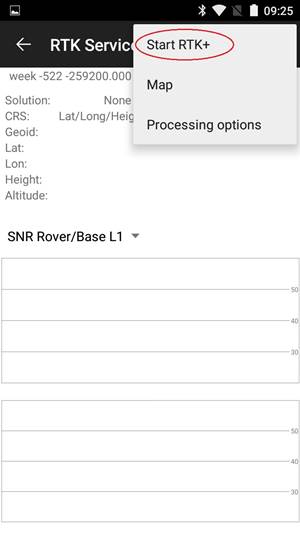 09:25
RTK Service
Start RTK+
Map
Processing options
week -522 -259200.000
Solution: None
CRS: Lat/Long/Heig
Geoid:
Lat:
Lon:
Height:
Altitude:
SNR Rover/Base L1
50
40
30
50
40
30